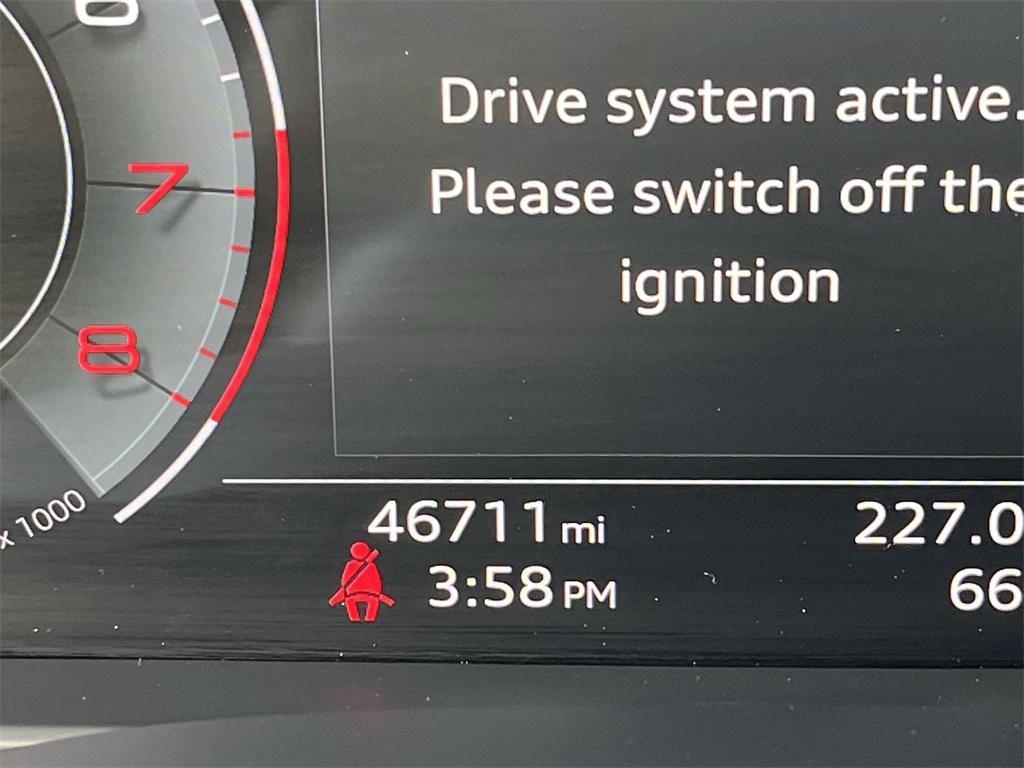 6
7
8
x 1000
Drive system active.
Please switch off the
ignition
46711 mi
227.0
3:58 PM
66